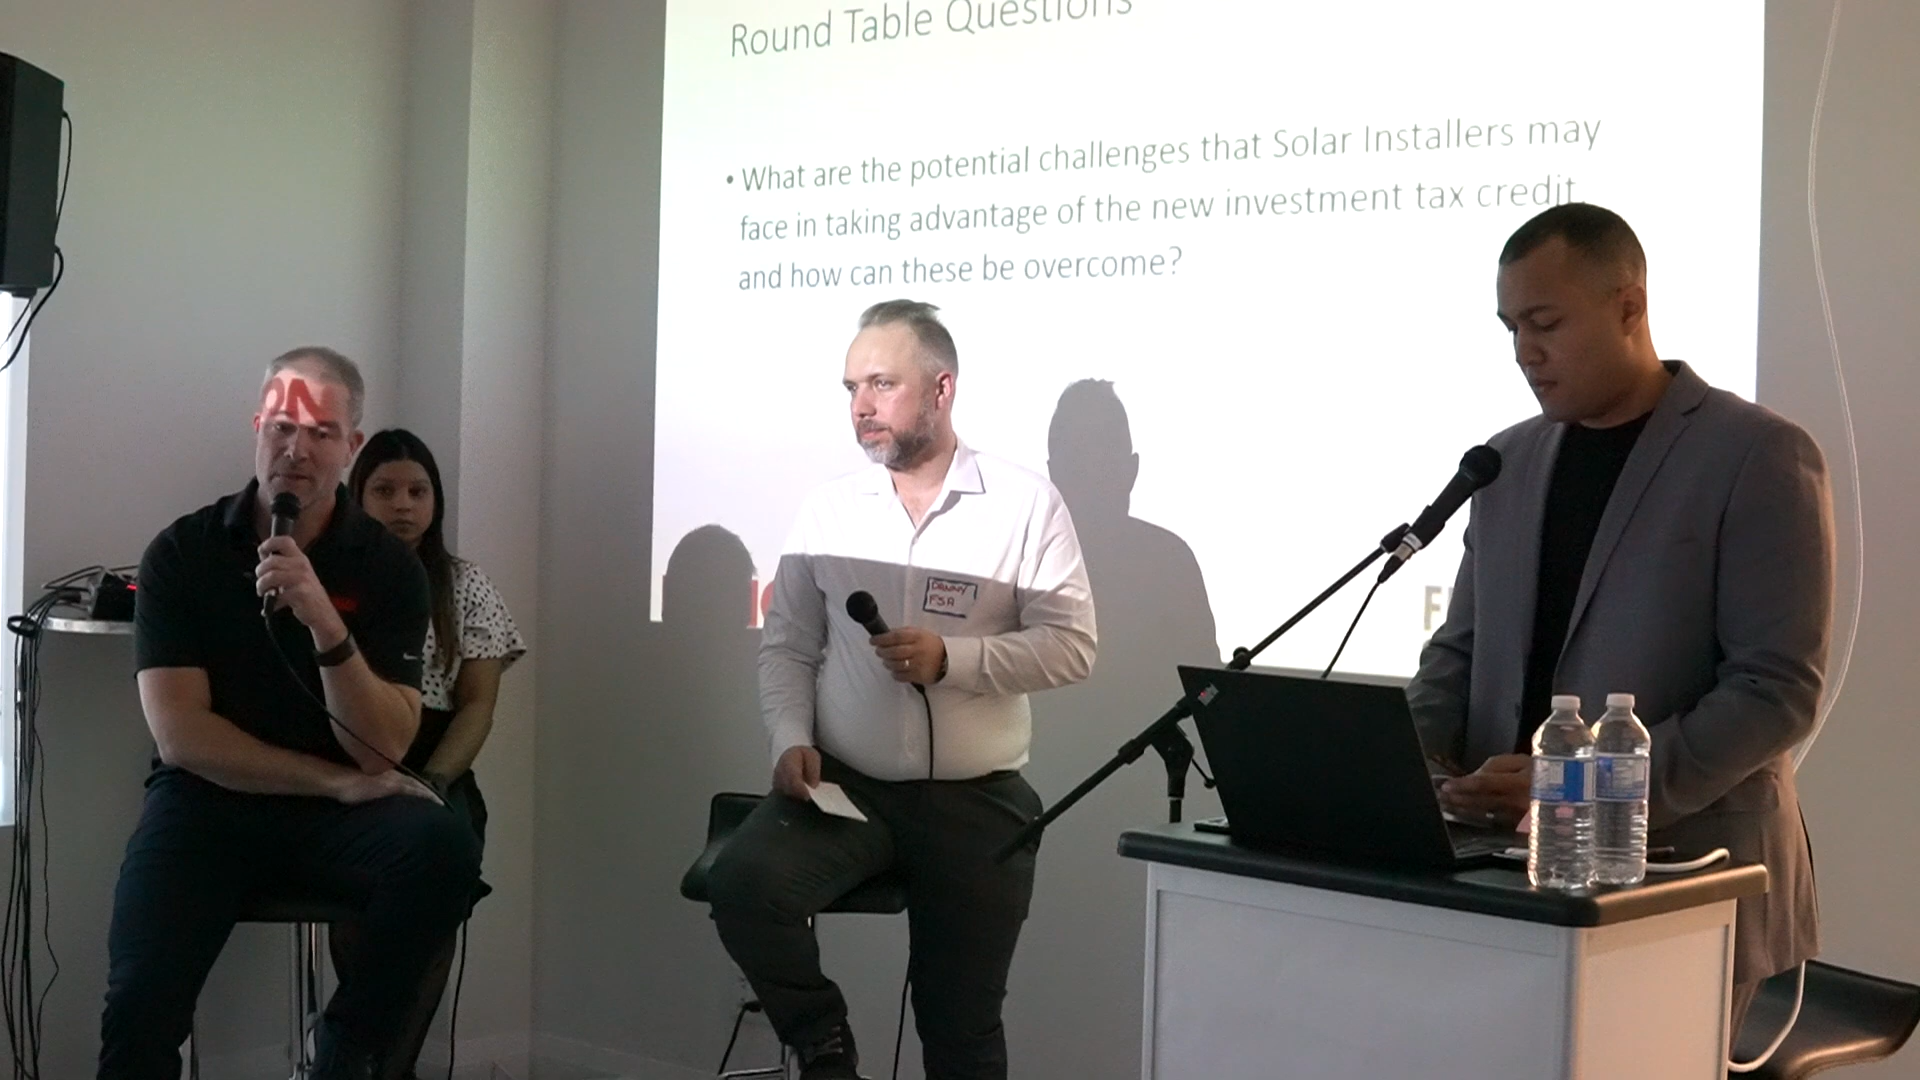 Round Table Questions
• What are the potential challenges that Solar Installers may
face in taking advantage of the new investment tax credit
and how can these be overcome?
ON
DANNY
FSA
F